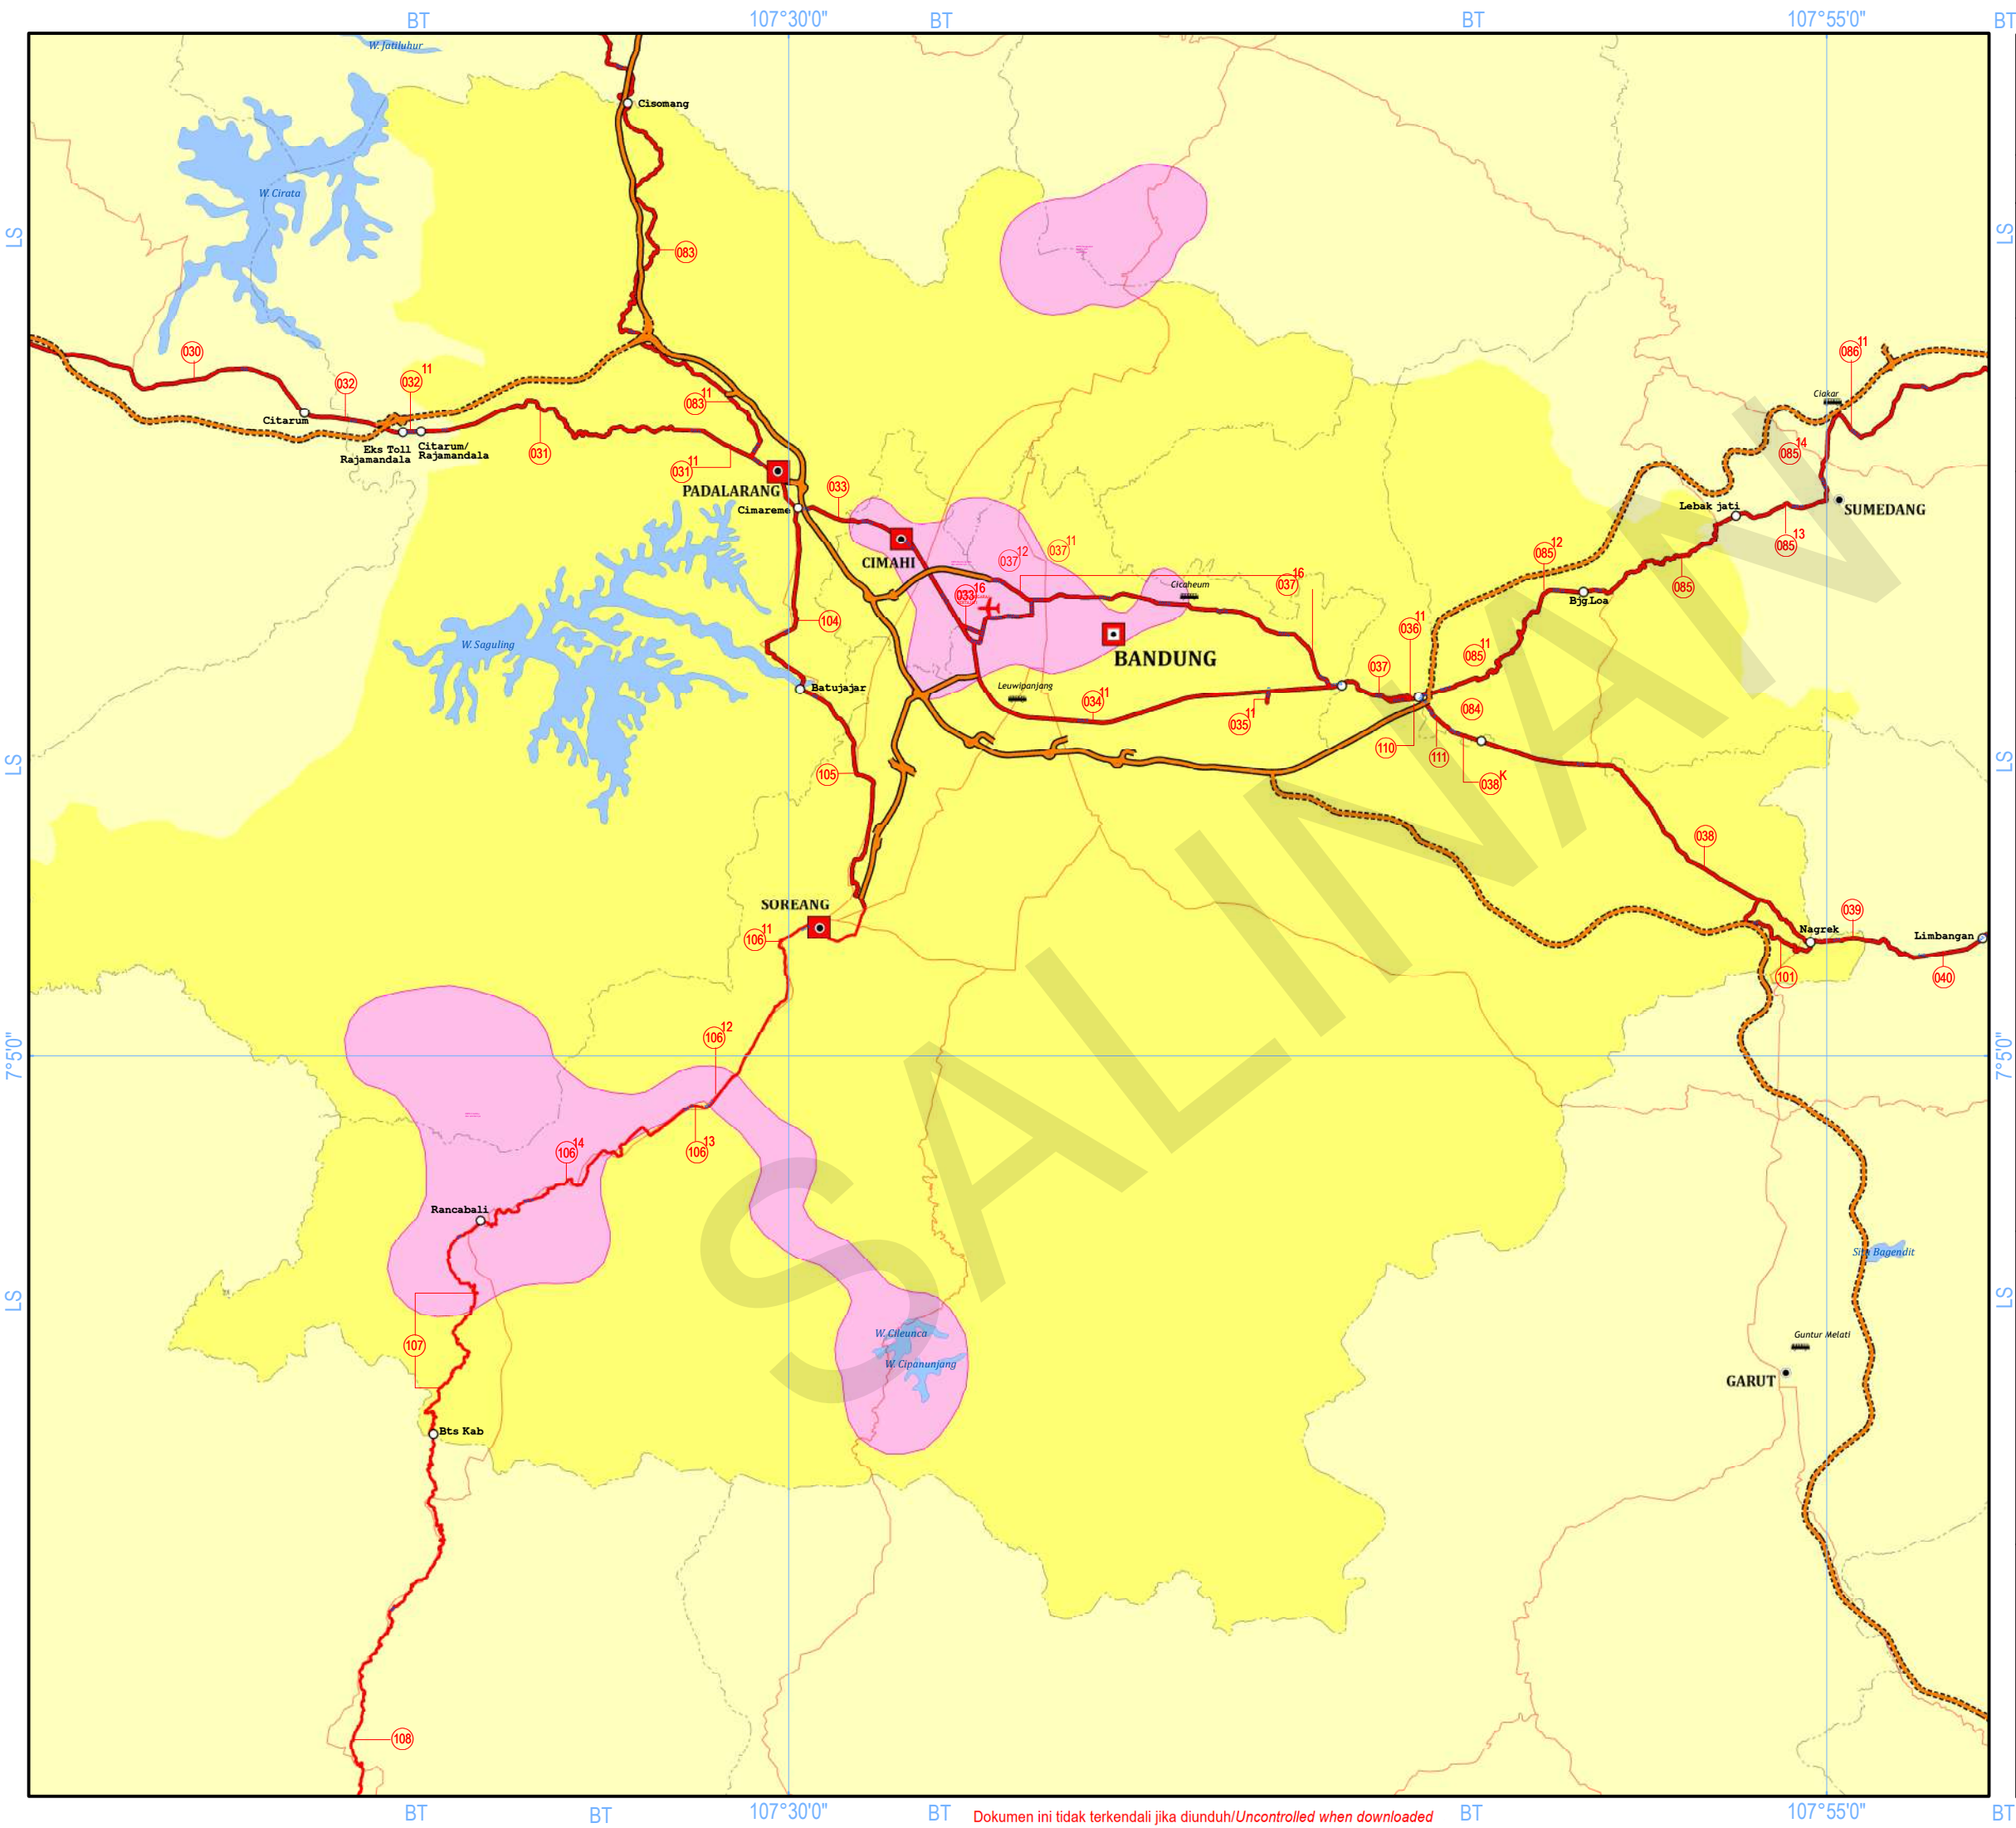 BT
107°30'0"
BT
BT
107°55'0"
BT
W. Jatiluhur
Cisomang
W. Cirata
LS
LS
083
030
032
032 11
086 11
083 11
Ciakar
Citarum
Eks Toll
Rajamandala
Citarum/
Rajamandala
031
031 11
085 14
PADALARANG
033
Cimareme
Lebak jati
SUMEDANG
085 13
CIMAHI
037 12
037 11
085 12
Cicaheum
037 16
033 16
085
Bjg.Loa
104
036 11
W. Saguling
BANDUNG
085 11
037
Batujajar
Leuwipanjang
034 11
035 11
084
110
111
LS
LS
105
038 K
038
SOREANG
106 11
039
Nagrek
Limbangan
101
040
7°5'0"
7°5'0"
106 12
106 13
106 14
Rancabali
Situ Bagendit
LS
LS
W. Cileunca
W. Cipanunjang
107
Guntur Melati
GARUT
Bts Kab
108
SALINAN
BT
BT
107°30'0"
BT
Dokumen ini tidak terkendali jika diunduh/Uncontrolled when downloaded
BT
107°55'0"
BT